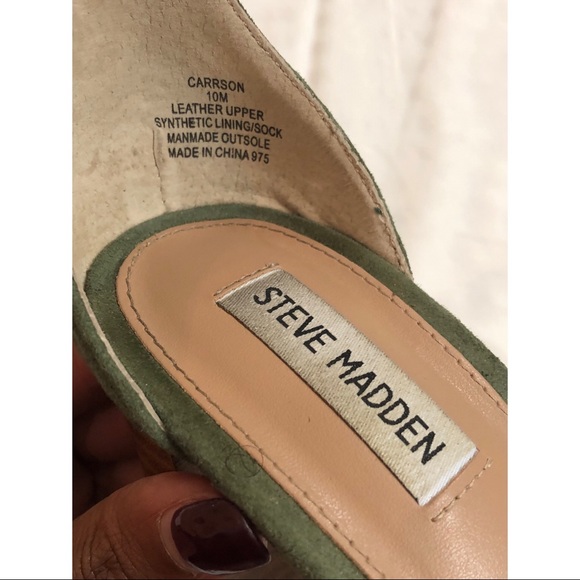 CARRSON
10M
LEATHER UPPER
SYNTHETIC LINING/SOCK
MANMADE OUTSOLE
MADE IN CHINA 975
STEVE MADDEN